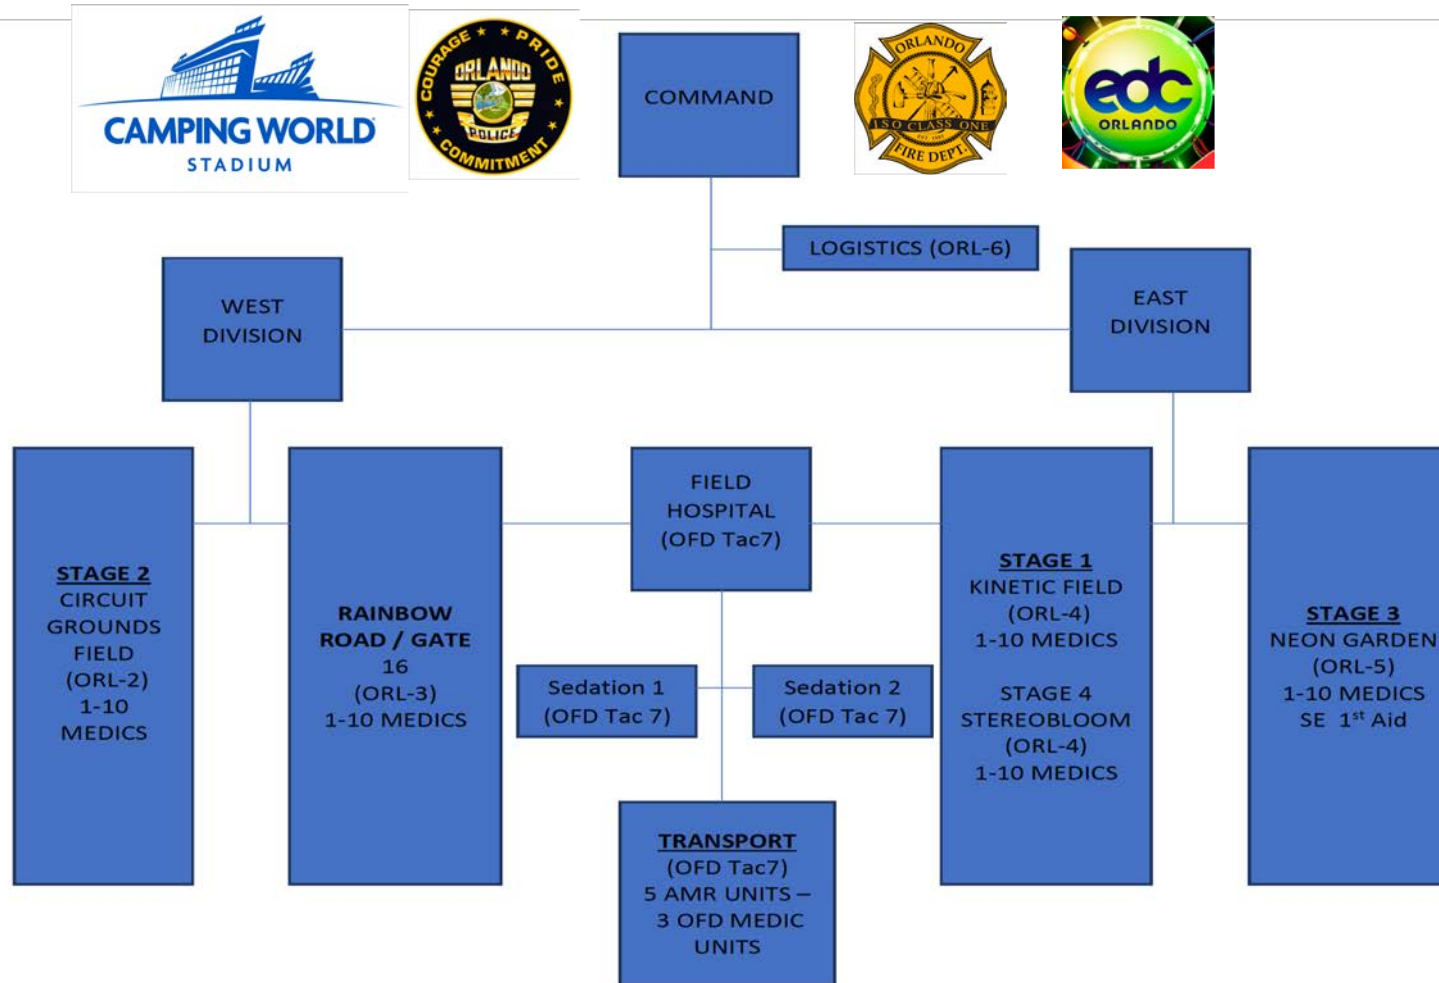 CAMPING WORLD
STADIUM
COURAGE ★ ★ PRIDE
ORLANDO
POLICE
COMMITMENT
COMMAND
ORLANDO
ISO CLASS ONE
FIRE DEPT.
edc
ORLANDO
LOGISTICS (ORL-6)
WEST
DIVISION
EAST
DIVISION
STAGE 2
CIRCUIT
GROUNDS
FIELD
(ORL-2)
1-10
MEDICS
RAINBOW
ROAD / GATE
16
(ORL-3)
1-10 MEDICS
FIELD
HOSPITAL
(OFD Tac7)
Sedation 1
(OFD Tac 7)
Sedation 2
(OFD Tac 7)
TRANSPORT
(OFD Tac7)
5 AMR UNITS –
3 OFD MEDIC
UNITS
STAGE 1
KINETIC FIELD
(ORL-4)
1-10 MEDICS
STAGE 4
STEREOBLOOM
(ORL-4)
1-10 MEDICS
STAGE 3
NEON GARDEN
(ORL-5)
1-10 MEDICS
SE 1st Aid